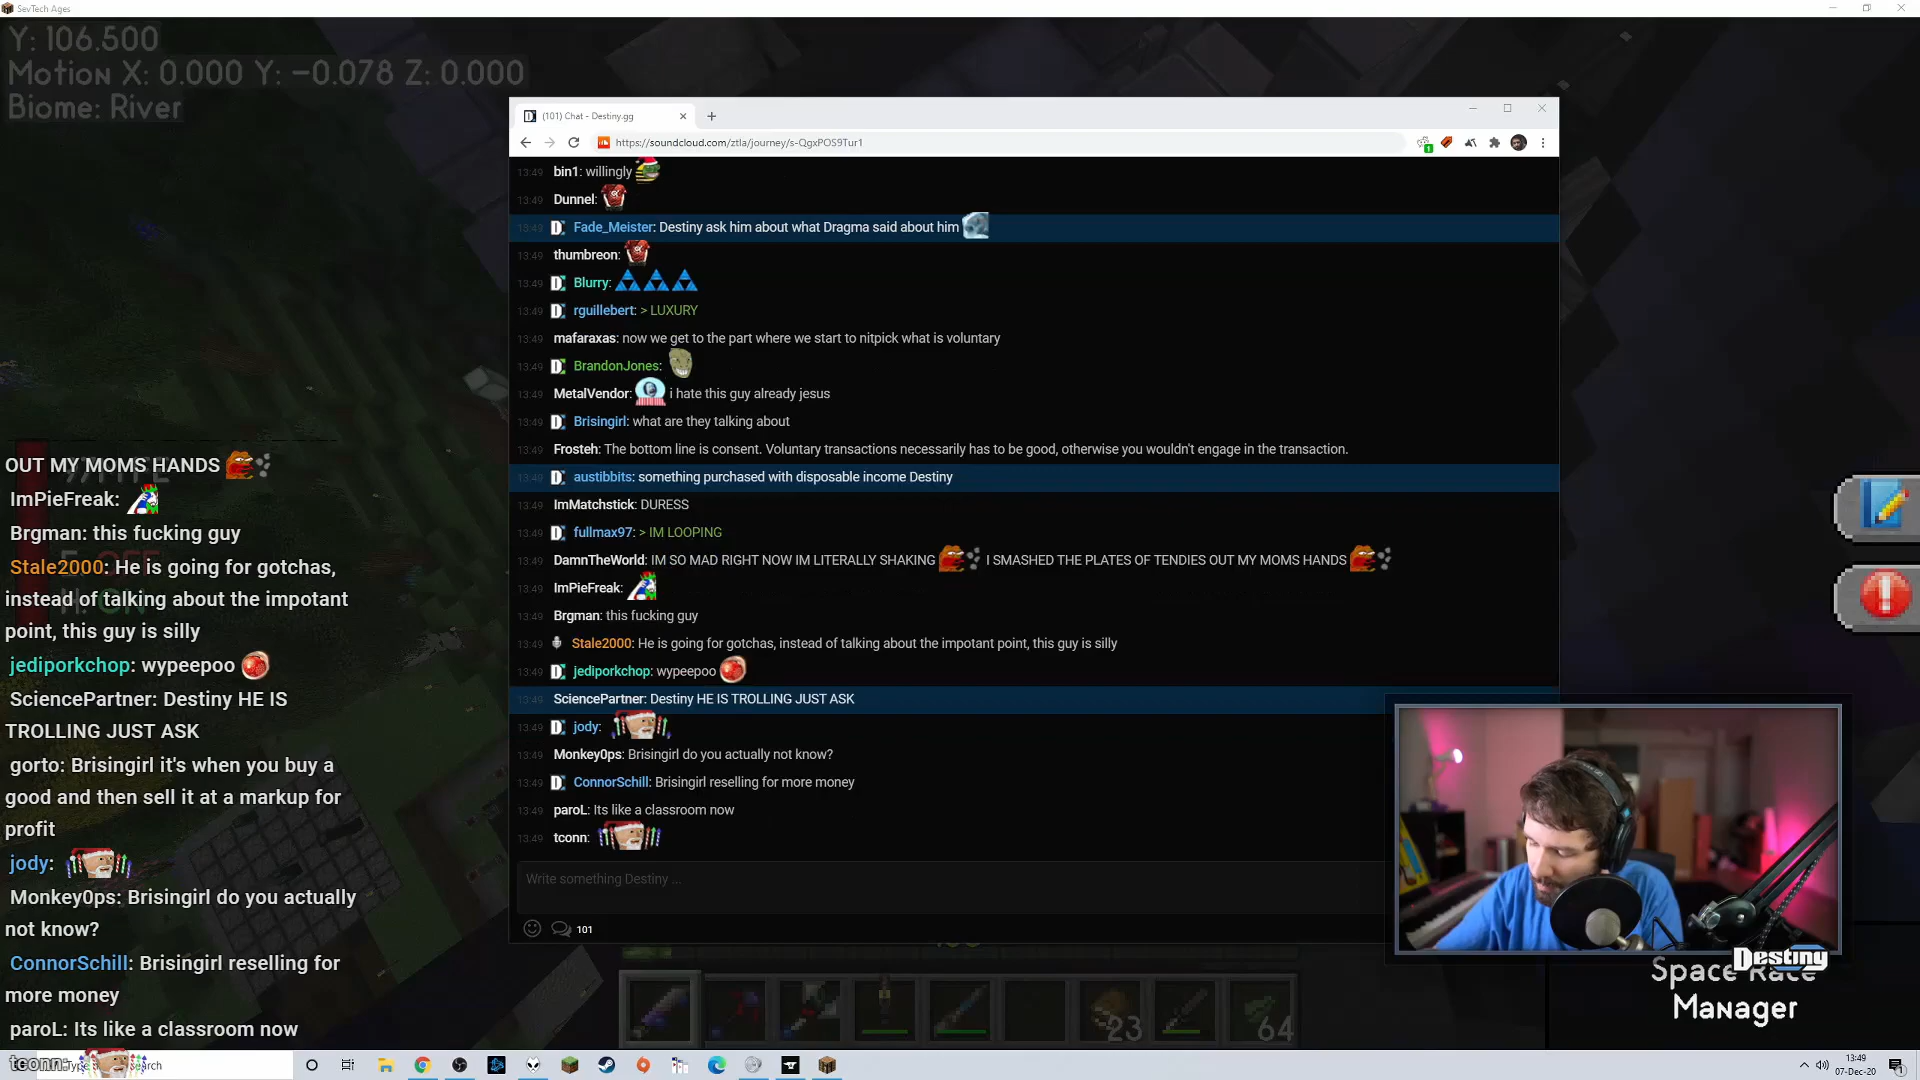 SevTech Ages
Y: 106.500
Motion X: 0.000 Y: -0.078 Z: 0.000
Biome: River
(101) Chat - Destiny.gg
https://soundcloud.com/ztla/journey/s-QgxPOS9Tur1
13:49 bin1: willingly
13:49 Dunnel:
13:49 Fade_Meister: Destiny ask him about what Dragma said about him
13:49 thumbreon:
13:49 Blurry:
13:49 rguillebert: > LUXURY
13:49 mafaraxas: now we get to the part where we start to nitpick what is voluntary
13:49 BrandonJones:
13:49 MetalVendor: i hate this guy already jesus
13:49 Brisingirl: what are they talking about
13:49 Frosteh: The bottom line is consent. Voluntary transactions necessarily has to be good, otherwise you wouldn't engage in the transaction.
13:49 austibbits: something purchased with disposable income Destiny
13:49 ImMatchstick: DURESS
13:49 fullmax97: > IM LOOPING
13:49 DamnTheWorld: IM SO MAD RIGHT NOW IM LITERALLY SHAKING I SMASHED THE PLATES OF TENDIES OUT MY MOMS HANDS
13:49 ImPieFreak:
13:49 Brgman: this fucking guy
13:49 Stale2000: He is going for gotchas, instead of talking about the impotant point, this guy is silly
13:49 jediporkchop: wypeepoo
13:49 SciencePartner: Destiny HE IS TROLLING JUST ASK
13:49 jody:
13:49 Monkey0ps: Brisingirl do you actually not know?
13:49 ConnorSchill: Brisingirl reselling for more money
13:49 paroL: Its like a classroom now
13:49 tconn:
Write something Destiny ...
101
OUT MY MOMS HANDS
ImPieFreak:
Brgman: this fucking guy
Stale2000: He is going for gotchas,
instead of talking about the impotant
point, this guy is silly
jediporkchop: wypeepoo
SciencePartner: Destiny HE IS
TROLLING JUST ASK
gorto: Brisingirl it's when you buy a
good and then sell it at a markup for
profit
jody:
Monkey0ps: Brisingirl do you actually
not know?
ConnorSchill: Brisingirl reselling for
more money
paroL: Its like a classroom now
tconn:
Destiny
Space Race
Manager
23
64
search
13:49
07-Dec-20